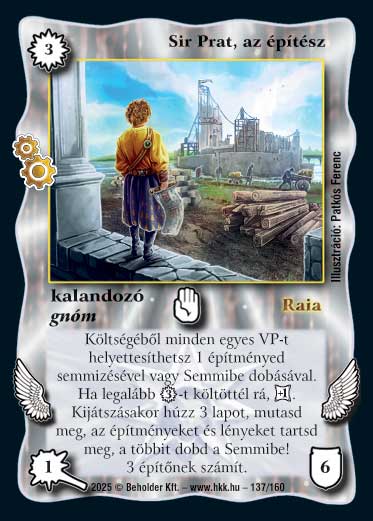 3
Sir Prat, az építész
Illusztráció: Patkós Ferenc
kalandozó
gnóm
Raia
Költségéből minden egyes VP-t
helyettesíthetsz 1 építményed
semmizésével vagy Semmibe dobásával.
Ha legalább 3-t költöttél rá, +1.
Kijátszásakor húzz 3 lapot, mutasd
meg, az építményeket és lényeket tartsd
meg, a többit dobd a Semmibe!
3 építőnek számít.
1
6
2025 © Beholder Kft. – www.hkk.hu – 137/160